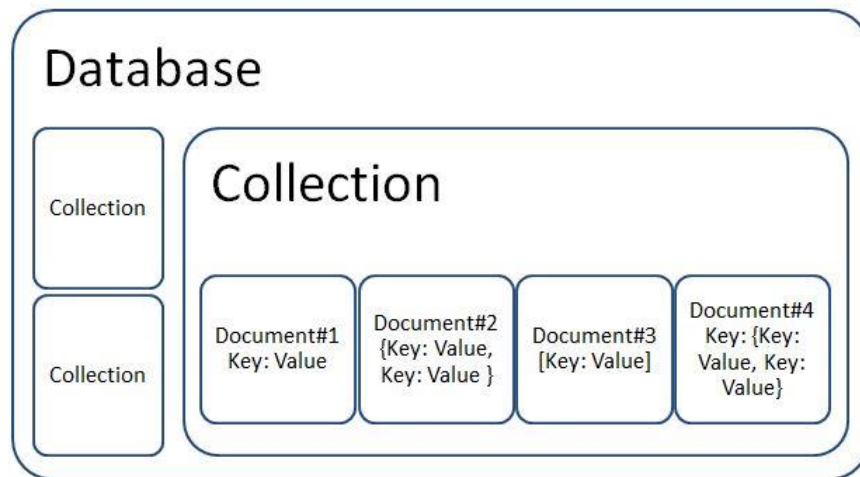 Database
Collection
Collection
Collection
Document#1
Key: Value
Document#2
{Key: Value,
Key: Value }
Document#3
[Key: Value]
Document#4
Key: {Key:
Value, Key:
Value}